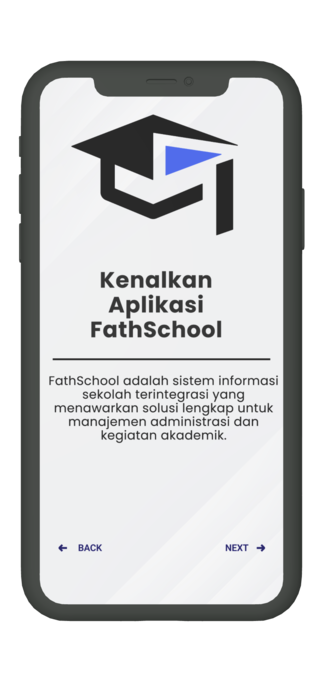 Kenalkan
Aplikasi
FathSchool
FathSchool adalah sistem informasi
sekolah terintegrasi yang
menawarkan solusi lengkap untuk
manajemen administrasi dan
kegiatan akademik.
BACK NEXT